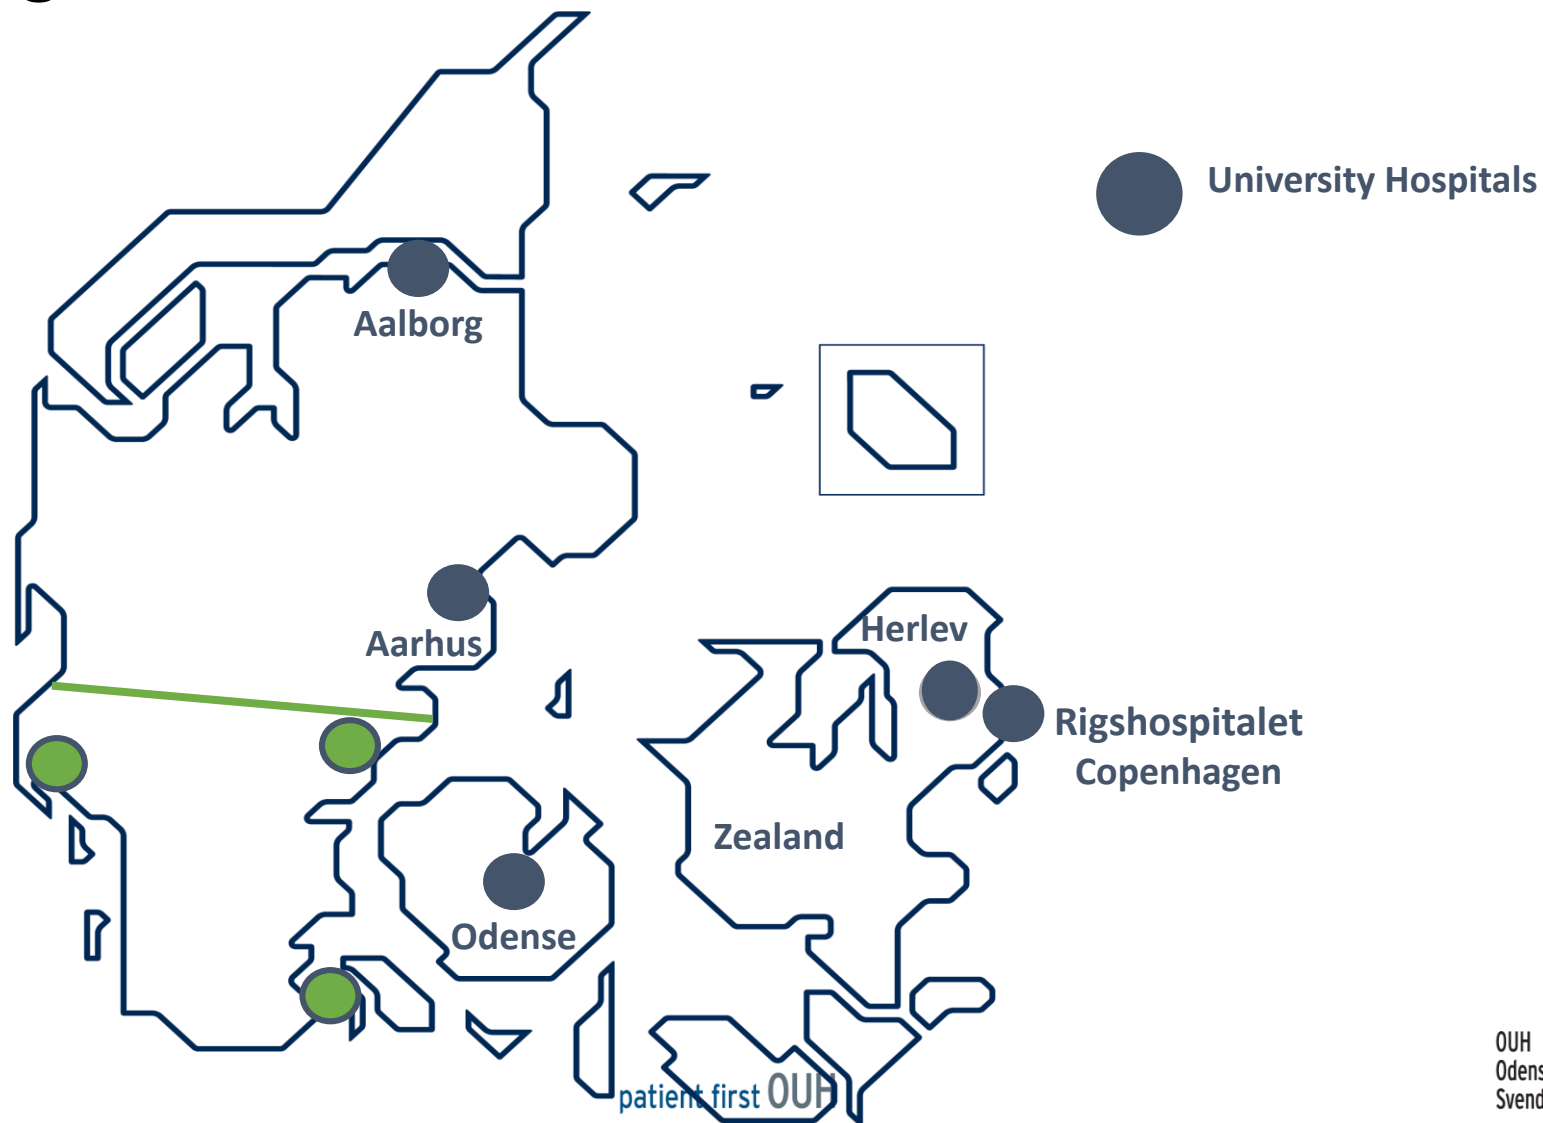 University Hospitals
Aalborg
Herlev
Aarhus
Rigshospitalet
Copenhagen
Zealand
Odense
patient first OUH
OUH